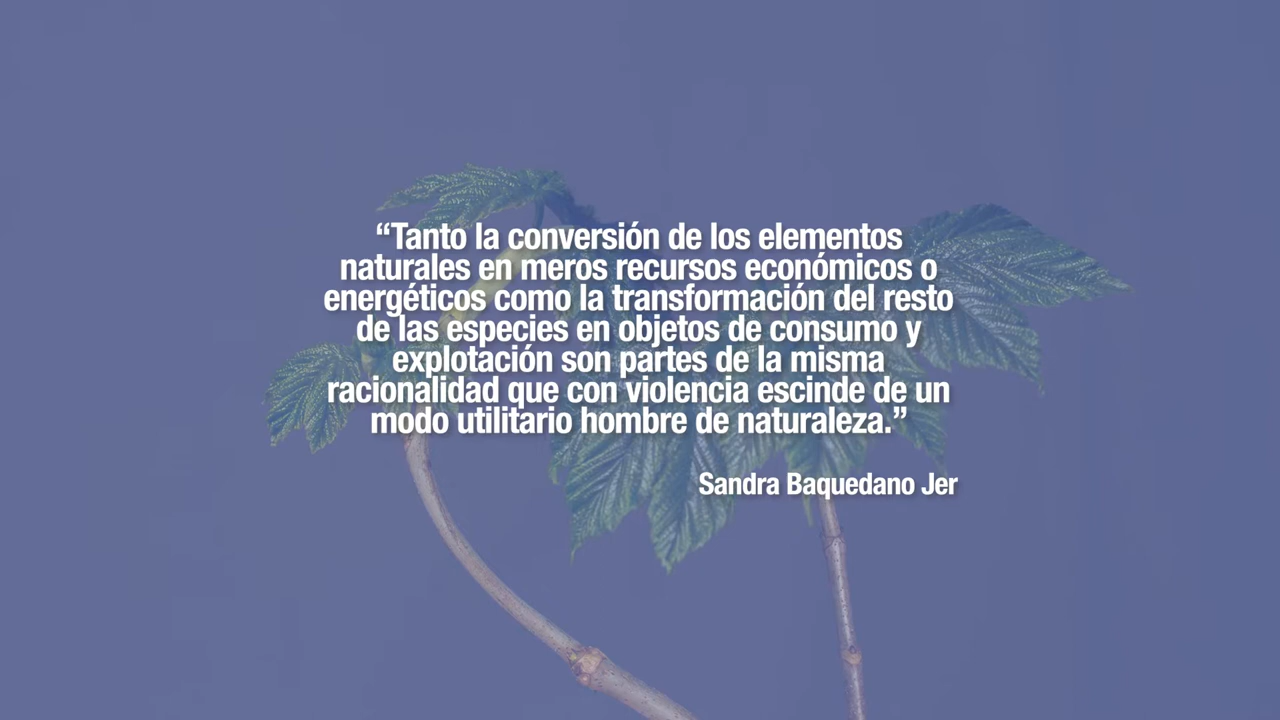 “Tanto la conversión de los elementos
naturales en meros recursos económicos o
energéticos como la transformación del resto
de las especies en objetos de consumo y
explotación son partes de la misma
racionalidad que con violencia escinde de un
modo utilitario hombre de naturaleza.”
Sandra Baquedano Jer